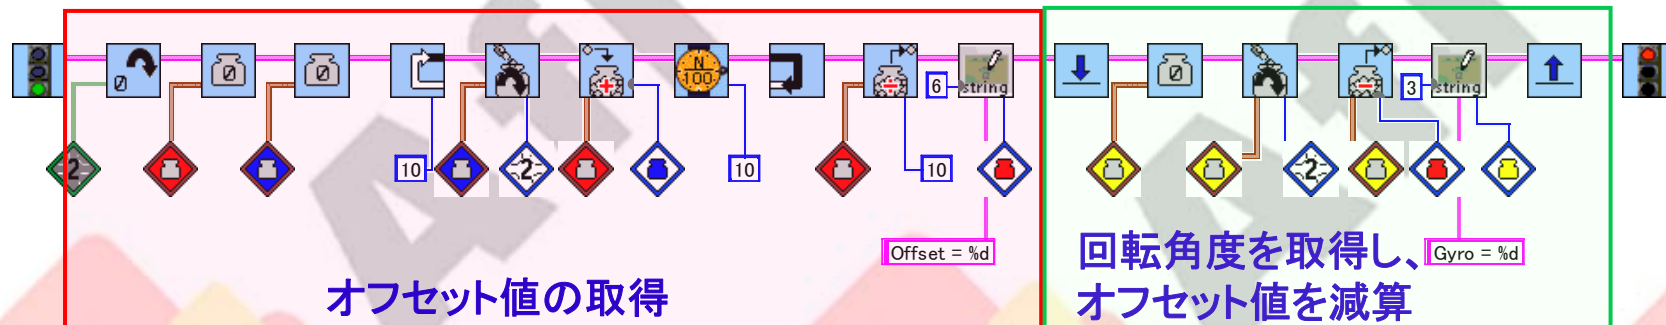 0
0
0
N
100
6
string
0
3
string
2
10
2
10
10
2
Offset = %d
Gyro = %d
オフセット値の取得
回転角度を取得し、
オフセット値を減算